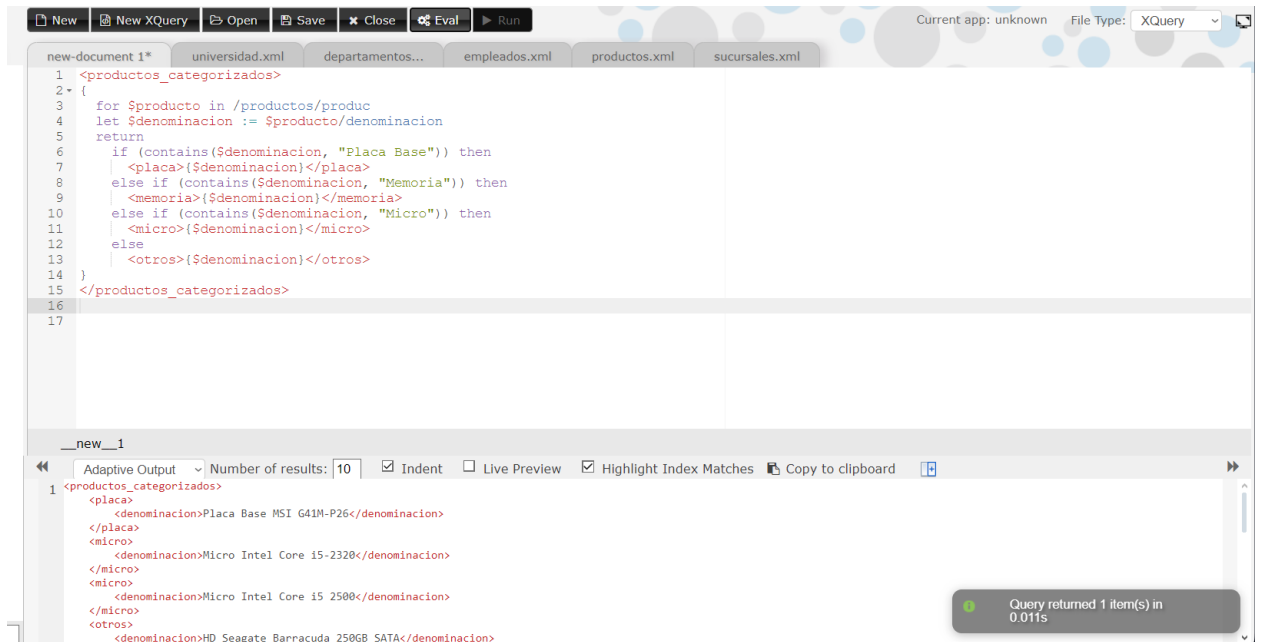 New New XQuery Open Save Close Eval Run Current app: unknown File Type: XQuery
new-document 1* universidad.xml departamentos... empleados.xml productos.xml sucursales.xml
1 <productos_categorizados>
2 {
3 for $producto in /productos/produc
4 let $denominacion := $producto/denominacion
5 return
6 if (contains($denominacion, "Placa Base")) then
7 <placa>{$denominacion}</placa>
8 else if (contains($denominacion, "Memoria")) then
9 <memoria>{$denominacion}</memoria>
10 else if (contains($denominacion, "Micro")) then
11 <micro>{$denominacion}</micro>
12 else
13 <otros>{$denominacion}</otros>
14 }
15 </productos_categorizados>
16
17
__new__1
Adaptive Output Number of results: 10 Indent Live Preview Highlight Index Matches Copy to clipboard
1 <productos_categorizados>
<placa>
<denominacion>Placa Base MSI G41M-P26</denominacion>
</placa>
<micro>
<denominacion>Micro Intel Core i5-2320</denominacion>
</micro>
<micro>
<denominacion>Micro Intel Core i5 2500</denominacion>
</micro>
<otros>
<denominacion>HD Seagate Barracuda 250GB SATA</denominacion>
Query returned 1 item(s) in
0.011s